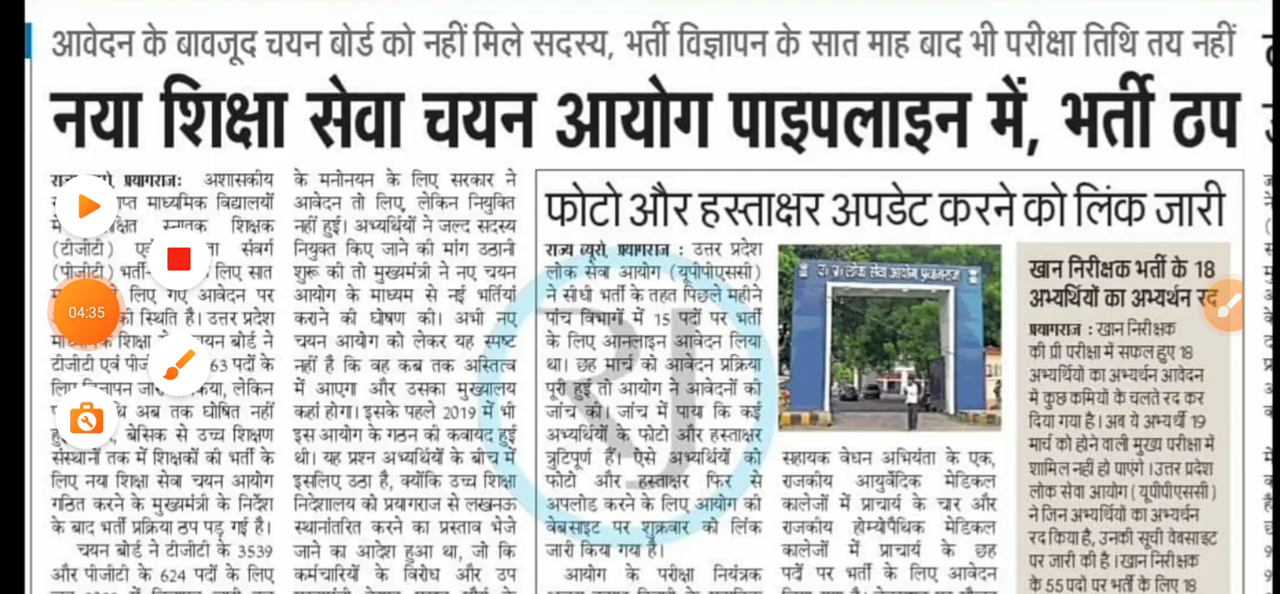 आवेदन के बावजूद चयन बोर्ड को नहीं मिले सदस्य, भर्ती विज्ञापन के सात माह बाद भी परीक्षा तिथि तय नहीं
नया शिक्षा सेवा चयन आयोग पाइपलाइन में, भर्ती ठप
प्रयागराज: अशासकीय
माध्यमिक विद्यालयों
स्नातक शिक्षक
(टीजीटी) संवर्ग
(पीजीटी) लिए सात
लिए गए आवेदन पर
की स्थिति है। उत्तर प्रदेश
शिक्षा चयन बोर्ड ने
टीजीटी एवं 63 पदों के
लेकिन
अब तक घोषित नहीं
बेसिक से उच्च शिक्षण
संस्थानों तक में शिक्षकों की भर्ती के
लिए नया शिक्षा सेवा चयन आयोग
गठित करने के मुख्यमंत्री के निर्देश
के बाद भर्ती प्रक्रिया ठप पड़ गई है।
चयन बोर्ड ने टीजीटी के 3539
और पीजीटी के 624 पदों के लिए
के मनोनयन के लिए सरकार ने
आवेदन तो लिए, लेकिन नियुक्ति
नहीं हुई। अभ्यर्थियों ने जल्द सदस्य
नियुक्त किए जाने की मांग उठानी
शुरू की तो मुख्यमंत्री ने नए चयन
आयोग के माध्यम से नई भर्तियां
कराने की घोषण की। अभी नए
चयन आयोग को लेकर यह स्पष्ट
नहीं है कि वह कब तक अस्तित्व
में आएगा और उसका मुख्यालय
कहां होगा। इसके पहले 2019 में भी
इस आयोग के गठन की कवायद हुई
थी। यह प्रश्न अभ्यर्थियों के बीच में
इसलिए उठा है, क्योंकि उच्च शिक्षा
निदेशालय को प्रयागराज से लखनऊ
स्थानांतरित करने का प्रस्ताव भेजे
जाने का आदेश हुआ था, जो कि
कर्मचारियों के विरोध और उप
फोटो और हस्ताक्षर अपडेट करने को लिंक जारी
राज्य ब्यूरो, प्रयागराज : उत्तर प्रदेश
लोक सेवा आयोग (यूपीपीएससी)
ने सीधी भर्ती के तहत पिछले महीने
पांच विभागों में 15 पदों पर भर्ती
के लिए आनलाइन आवेदन लिया
था। छह मार्च को आवेदन प्रक्रिया
पूरी हुई तो आयोग ने आवेदनों की
जांच की। जांच में पाया कि कई
अभ्यर्थियों के फोटो और हस्ताक्षर
त्रुटिपूर्ण हैं। ऐसे अभ्यर्थियों को
फोटो और हस्ताक्षर फिर से
अपलोड करने के लिए आयोग की
वेबसाइट पर शुक्रवार को लिंक
जारी किया गया है।
आयोग के परीक्षा नियंत्रक
उ० प्र० लोक सेवा आयोग प्रयागराज
सहायक वेधन अभियंता के एक,
राजकीय आयुर्वेदिक मेडिकल
कालेजों में प्राचार्य के चार और
राजकीय होम्योपैथिक मेडिकल
कालेजों में प्राचार्य के छह
पदों पर भर्ती के लिए आवेदन
खान निरीक्षक भर्ती के 18
अभ्यर्थियों का अभ्यर्थन रद
प्रयागराज : खान निरीक्षक
की प्री परीक्षा में सफल हुए 18
अभ्यर्थियों का अभ्यर्थन आवेदन
में कुछ कमियों के चलते रद कर
दिया गया है। अब ये अभ्यर्थी 19
मार्च को होने वाली मुख्य परीक्षा में
शामिल नहीं हो पाएंगे। उत्तर प्रदेश
लोक सेवा आयोग (यूपीपीएससी)
ने जिन अभ्यर्थियों का अभ्यर्थन
रद किया है, उनकी सूची वेबसाइट
पर जारी की है। खान निरीक्षक
के 55 पदों पर भर्ती के लिए 18
04:35